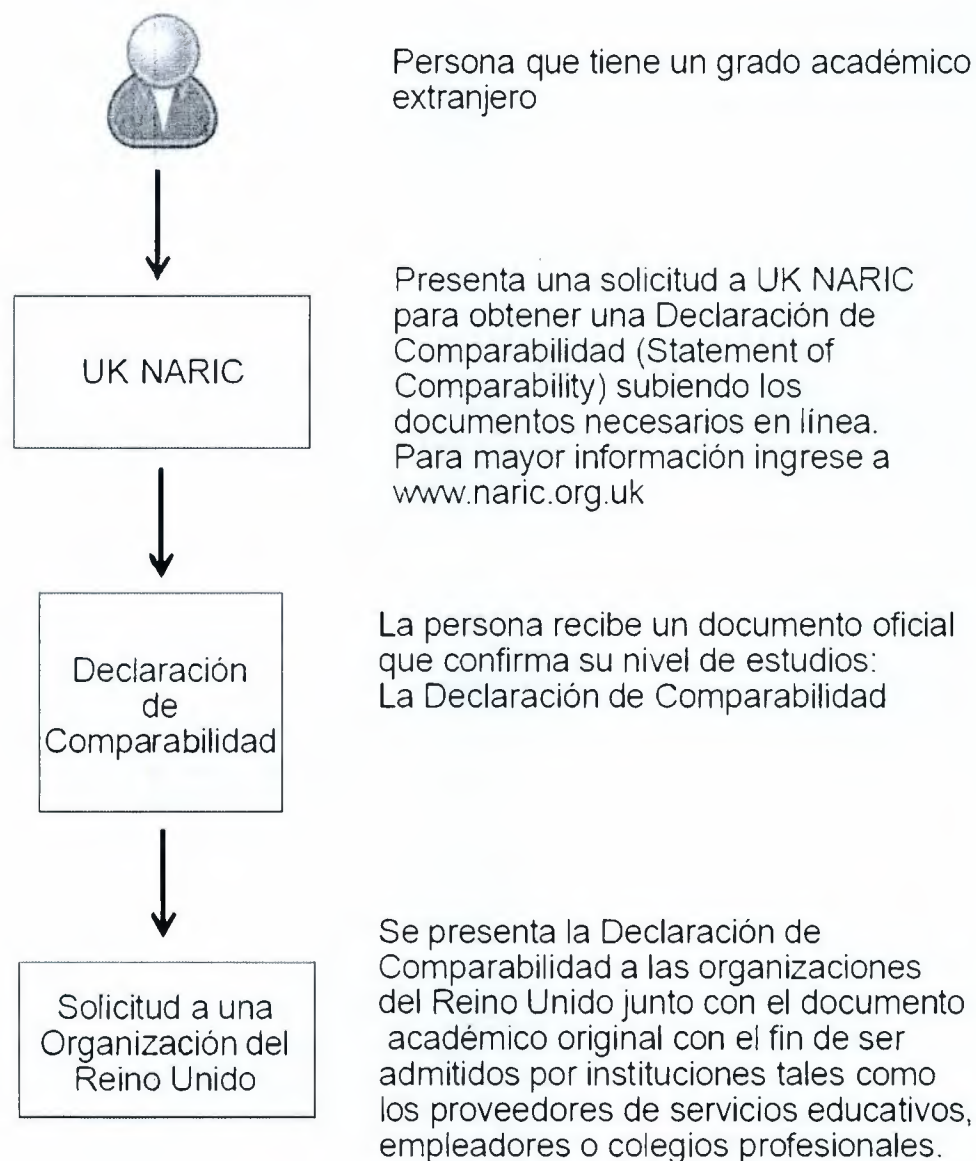 Persona que tiene un grado académico
extranjero
UK NARIC
Presenta una solicitud a UK NARIC
para obtener una Declaración de
Comparabilidad (Statement of
Comparability) subiendo los
documentos necesarios en línea.
Para mayor información ingrese a
www.naric.org.uk
Declaración
de
Comparabilidad
La persona recibe un documento oficial
que confirma su nivel de estudios:
La Declaración de Comparabilidad
Solicitud a una
Organización del
Reino Unido
Se presenta la Declaración de
Comparabilidad a las organizaciones
del Reino Unido junto con el documento
académico original con el fin de ser
admitidos por instituciones tales como
los proveedores de servicios educativos,
empleadores o colegios profesionales.